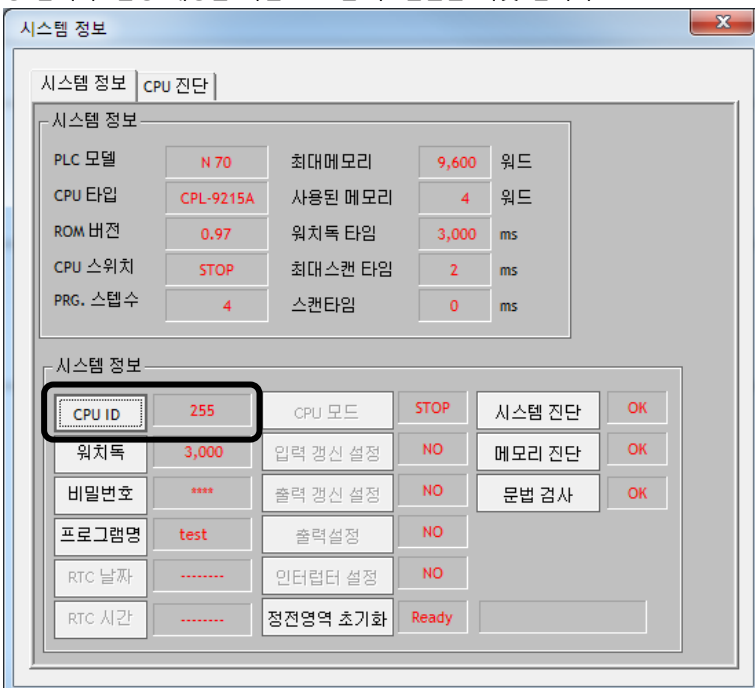 시스템 정보
시스템 정보 CPU 진단
시스템 정보
PLC 모델 N 70 최대메모리 9,600 워드
CPU 타입 CPL-9215A 사용된 메모리 4 워드
ROM 버전 0.97 워치독 타임 3,000 ms
CPU 스위치 STOP 최대스캔 타임 2 ms
PRG. 스텝수 4 스캔타임 0 ms
시스템 정보
CPU ID 255 CPU 모드 STOP 시스템 진단 OK
워치독 3,000 입력 갱신 설정 NO 메모리 진단 OK
비밀번호 **** 출력 갱신 설정 NO 문법 검사 OK
프로그램명 test 출력설정 NO
RTC 날짜 -------- 인터럽터 설정 NO
RTC 시간 -------- 정전영역 초기화 Ready